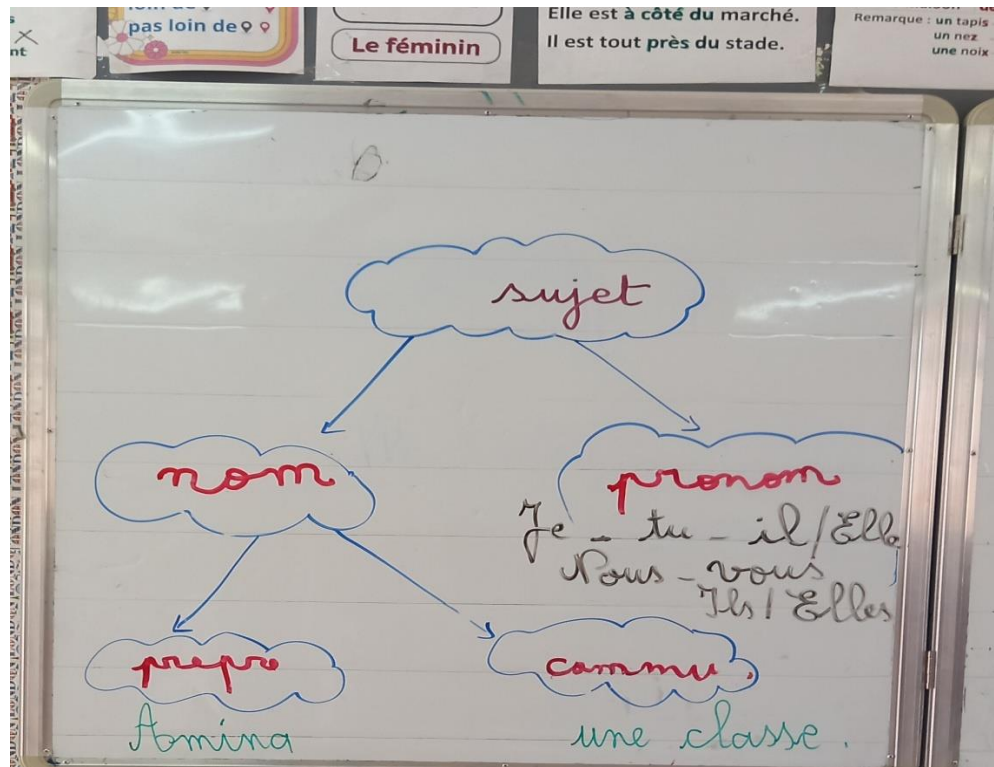 pas loin de
Le féminin
Elle est à côté du marché.
Il est tout près du stade.
Remarque : un tapis
un nez
une noix
sujet
nom
pronom
Je - tu - il/Elle
Nous - vous
Ils/Elles
propre
commu.
Amina
une classe.